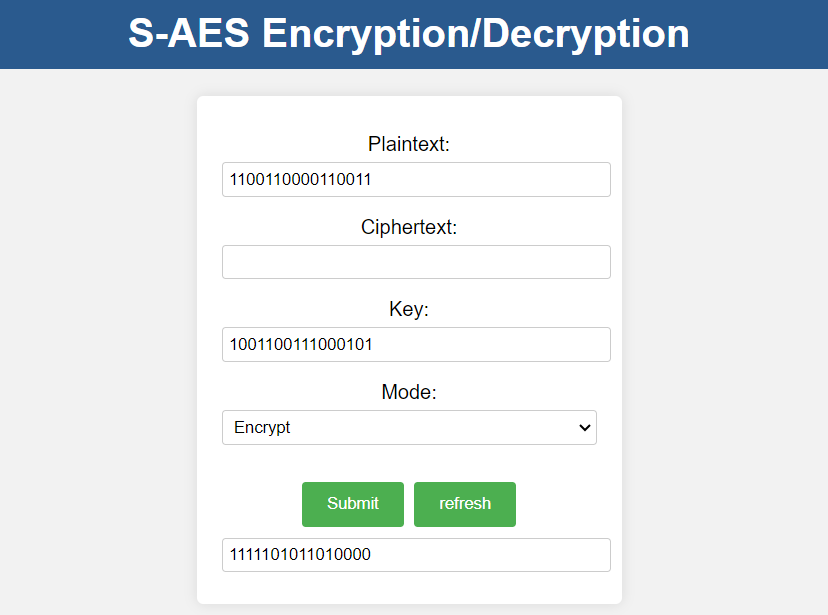 S-AES Encryption/Decryption
Plaintext:
1100110000110011
Ciphertext:
Key:
1001100111000101
Mode:
Encrypt
Submit refresh
1111101011010000